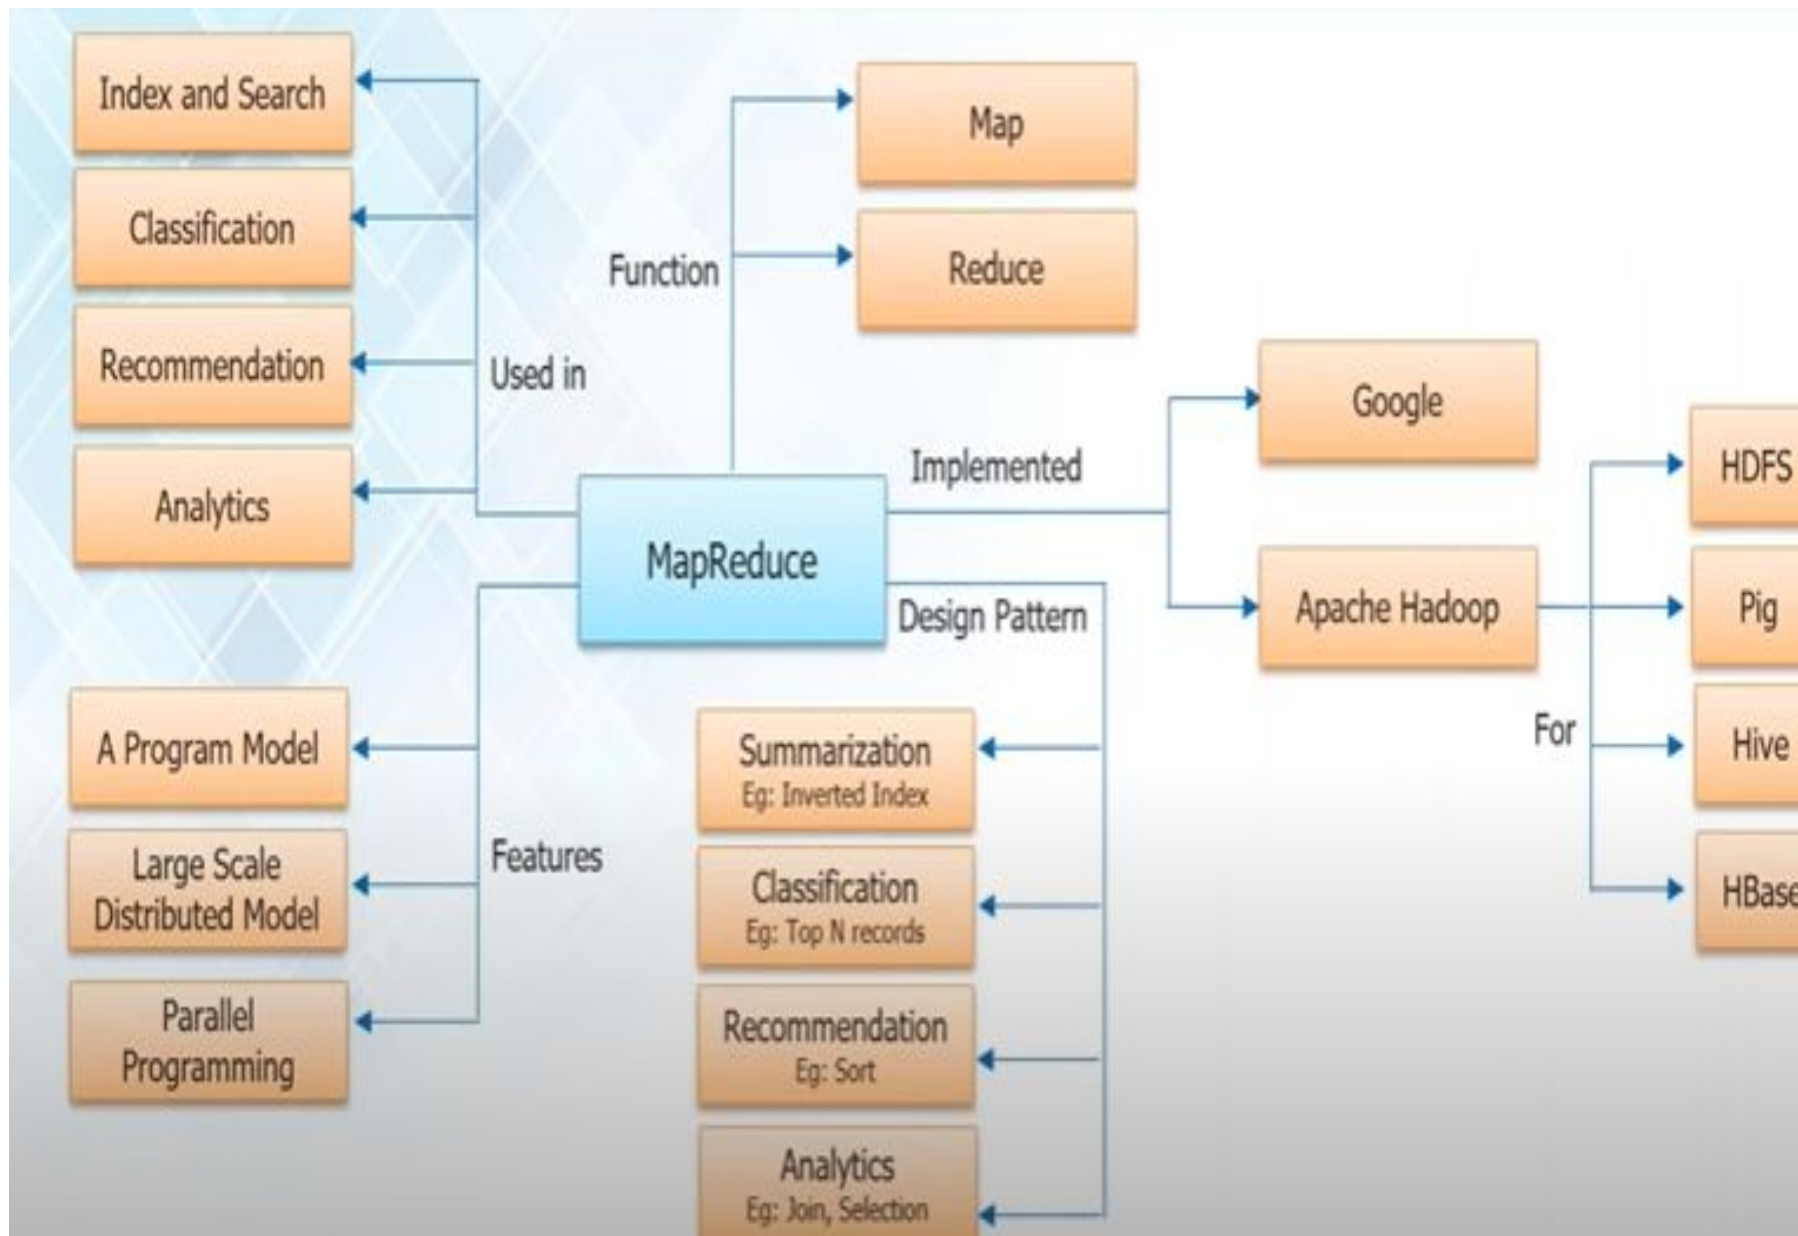 Index and Search
Classification
Recommendation
Analytics
Used in
Function
Map
Reduce
MapReduce
Implemented
Google
Apache Hadoop
For
HDFS
Pig
Hive
HBase
Design Pattern
Summarization
Eg: Inverted Index
Classification
Eg: Top N records
Recommendation
Eg: Sort
Analytics
Eg: Join, Selection
Features
A Program Model
Large Scale
Distributed Model
Parallel
Programming